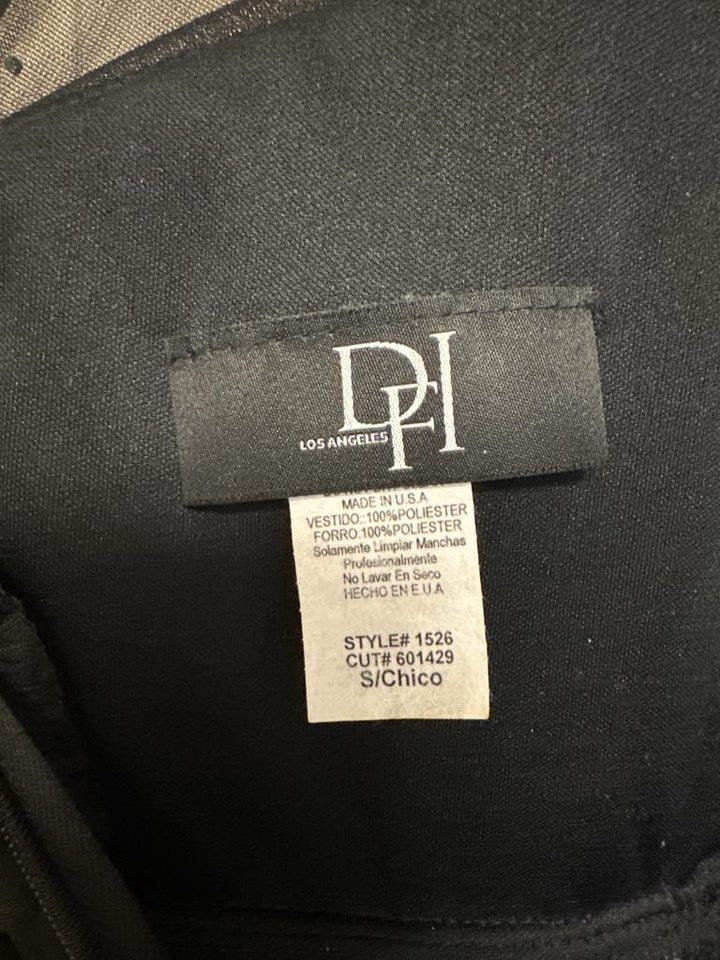 DFI
LOS ANGELES
MADE IN U.S.A
VESTIDO:100%POLIESTER
FORRO:100%POLIESTER
Solamente Limpiar Manchas
Profesionalmente
No Lavar En Seco
HECHO EN E.U.A
STYLE# 1526
CUT# 601429
S/Chico